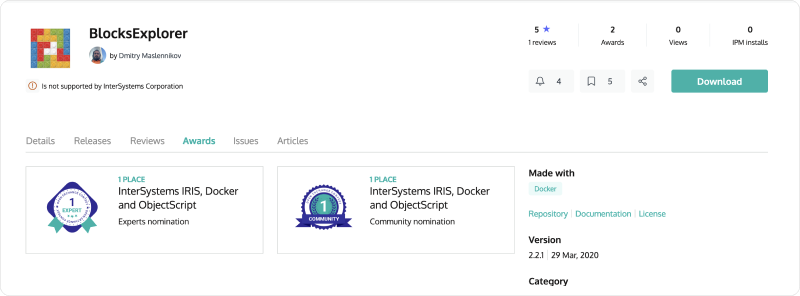 BlocksExplorer
by Dmitry Maslennikov
Is not supported by InterSystems Corporation
5 ★
1 reviews
2
Awards
0
Views
0
IPM installs
4
5
Download
Details
Releases
Reviews
Awards
Issues
Articles
1
EXPERT
1 PLACE
InterSystems IRIS, Docker
and ObjectScript
Experts nomination
1
COMMUNITY
1 PLACE
InterSystems IRIS, Docker
and ObjectScript
Community nomination
Made with
Docker
Repository | Documentation | License
Version
2.2.1 | 29 Mar, 2020
Category